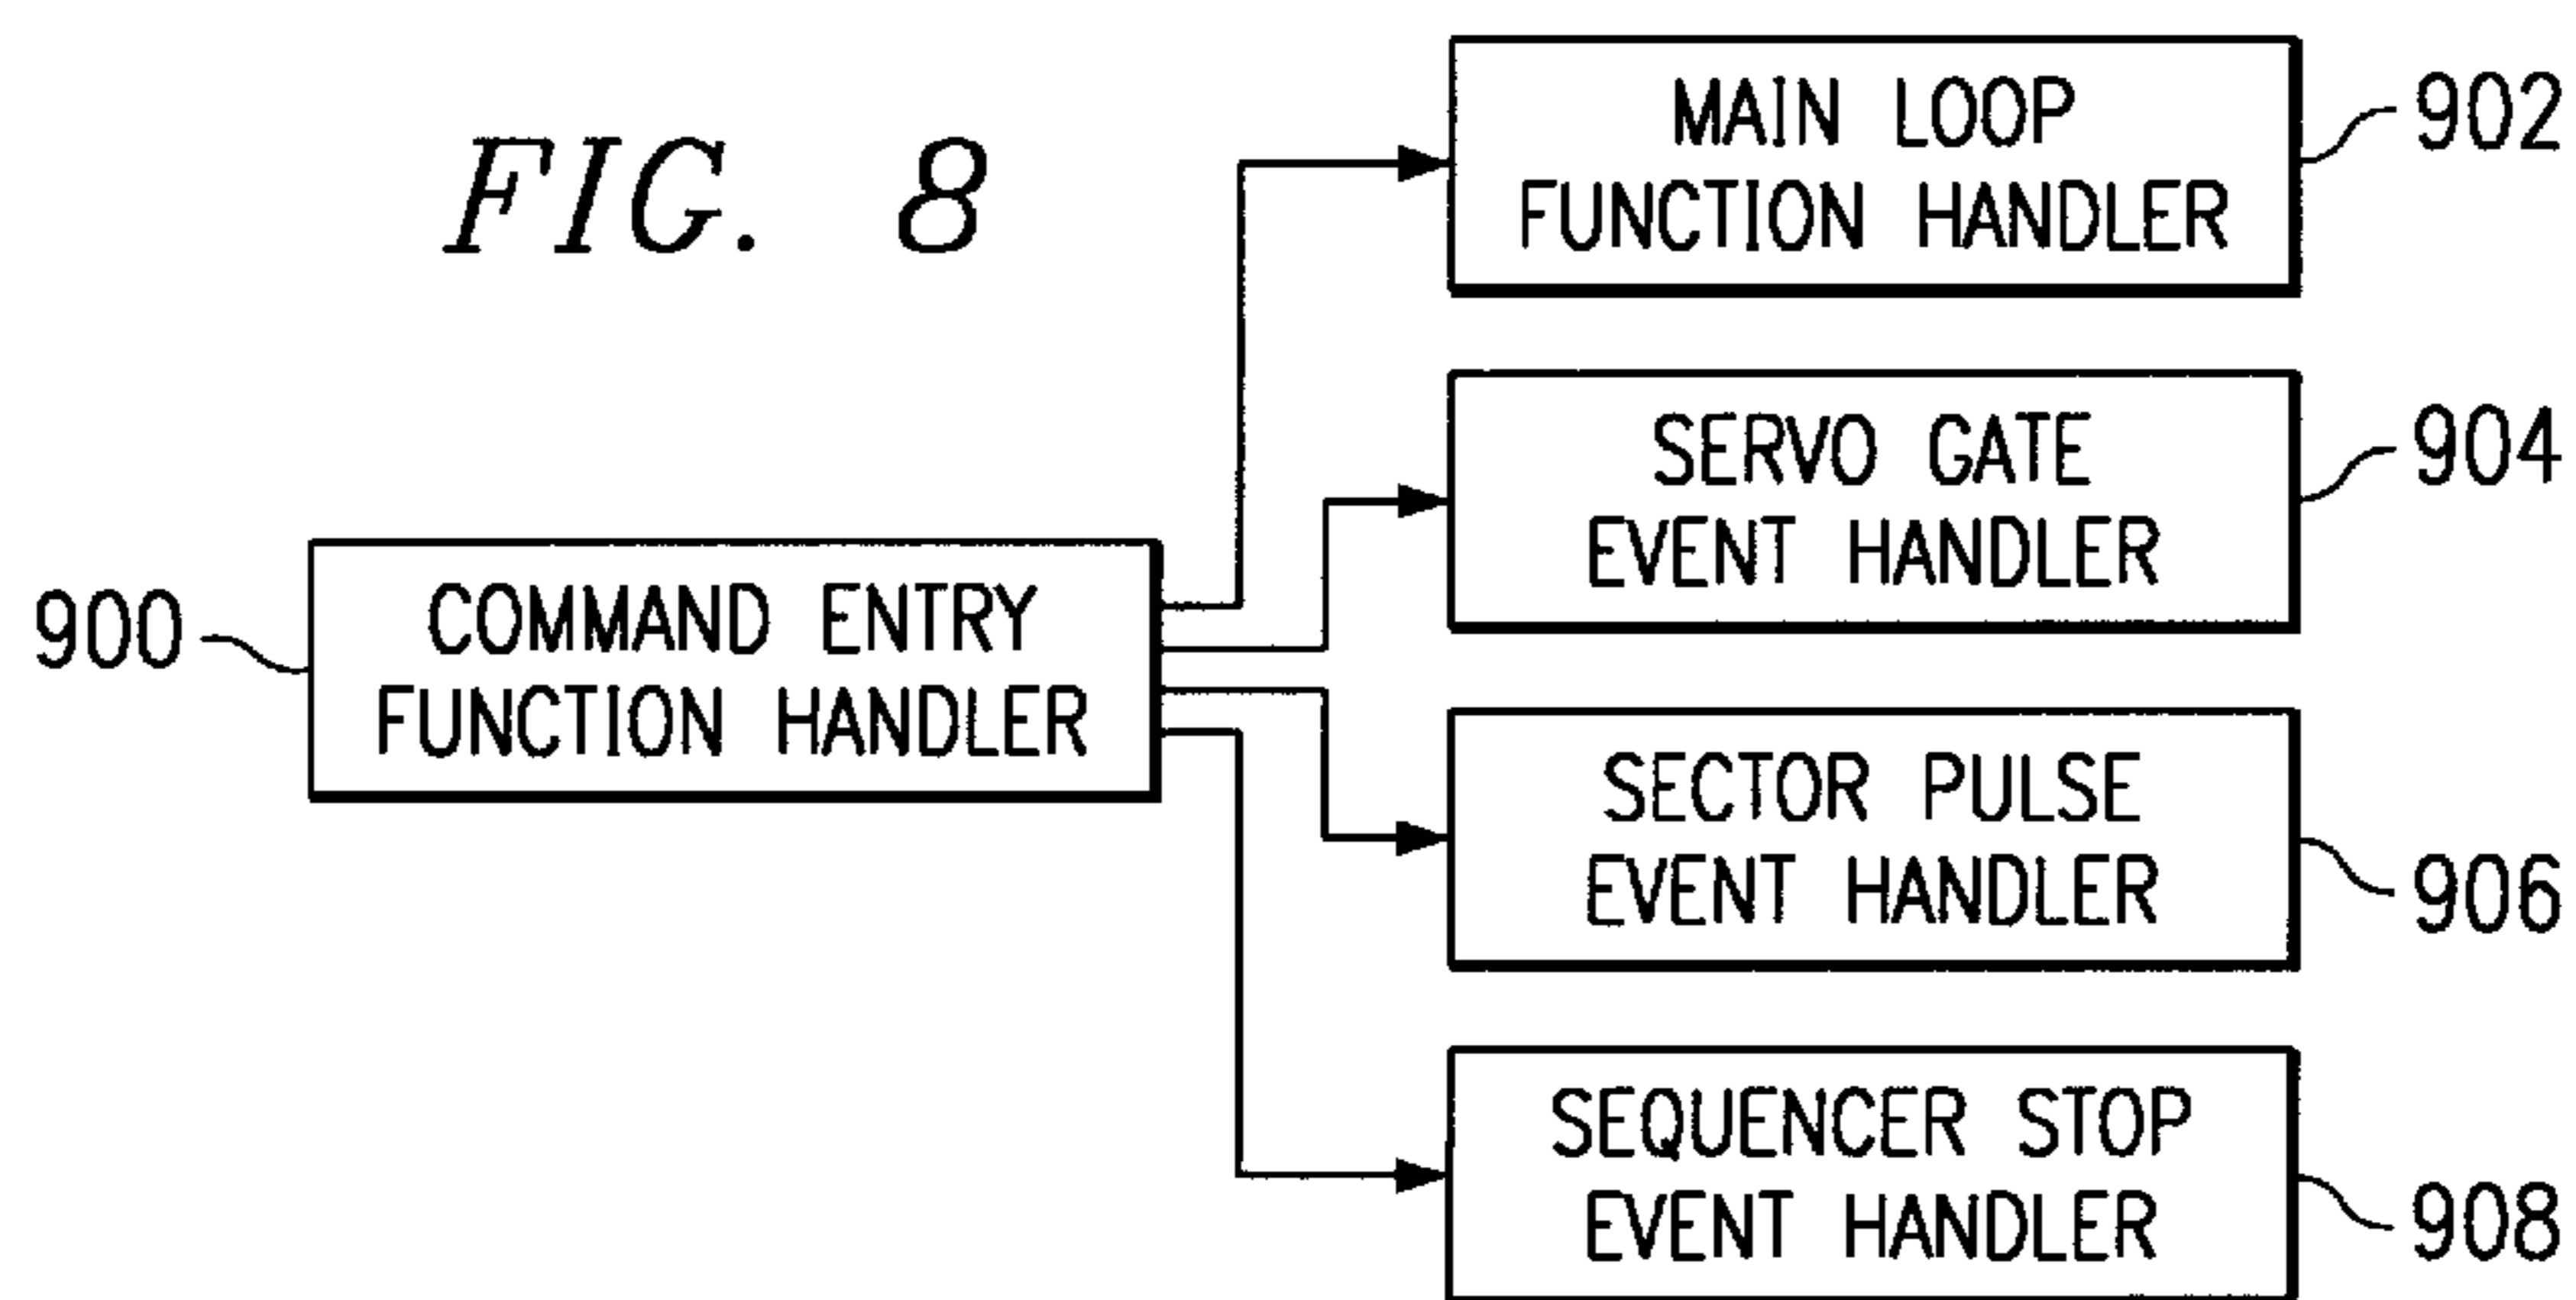 FIG. 8
MAIN LOOP
FUNCTION HANDLER
902
SERVO GATE
EVENT HANDLER
904
900
COMMAND ENTRY
FUNCTION HANDLER
SECTOR PULSE
EVENT HANDLER
906
SEQUENCER STOP
EVENT HANDLER
908